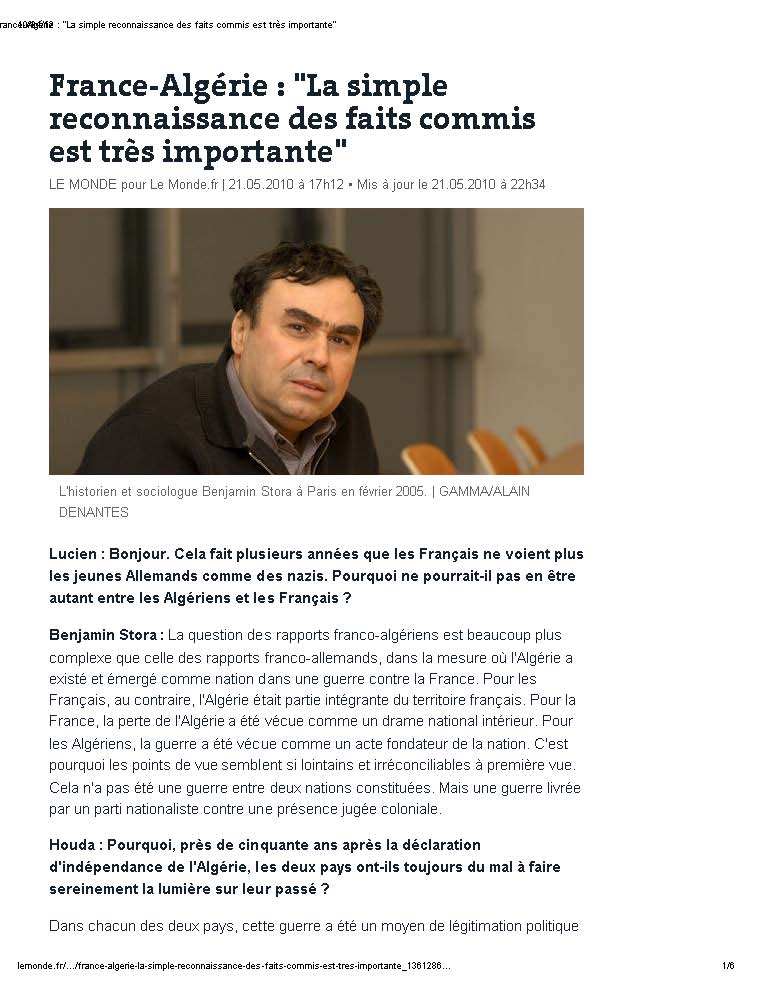 : "La simple reconnaissance des faits commis est très importante"
France-Algérie : "La simple
reconnaissance des faits commis
est très importante"
LE MONDE pour Le Monde.fr | 21.05.2010 à 17h12 • Mis à jour le 21.05.2010 à 22h34
L'historien et sociologue Benjamin Stora à Paris en février 2005. | GAMMA/ALAIN
DENANTES
Lucien : Bonjour. Cela fait plusieurs années que les Français ne voient plus
les jeunes Allemands comme des nazis. Pourquoi ne pourrait-il pas en être
autant entre les Algériens et les Français ?
Benjamin Stora : La question des rapports franco-algériens est beaucoup plus
complexe que celle des rapports franco-allemands, dans la mesure où l'Algérie a
existé et émergé comme nation dans une guerre contre la France. Pour les
Français, au contraire, l'Algérie était partie intégrante du territoire français. Pour la
France, la perte de l'Algérie a été vécue comme un drame national intérieur. Pour
les Algériens, la guerre a été vécue comme un acte fondateur de la nation. C'est
pourquoi les points de vue semblent si lointains et irréconciliables à première vue.
Cela n'a pas été une guerre entre deux nations constituées. Mais une guerre livrée
par un parti nationaliste contre une présence jugée coloniale.
Houda : Pourquoi, près de cinquante ans après la déclaration
d'indépendance de l'Algérie, les deux pays ont-ils toujours du mal à faire
sereinement la lumière sur leur passé ?
Dans chacun des deux pays, cette guerre a été un moyen de légitimation politique
lemonde.fr/…/france-algerie-la-simple-reconnaissance-des-faits-commis-est-tres-importante_1361286… 1/6